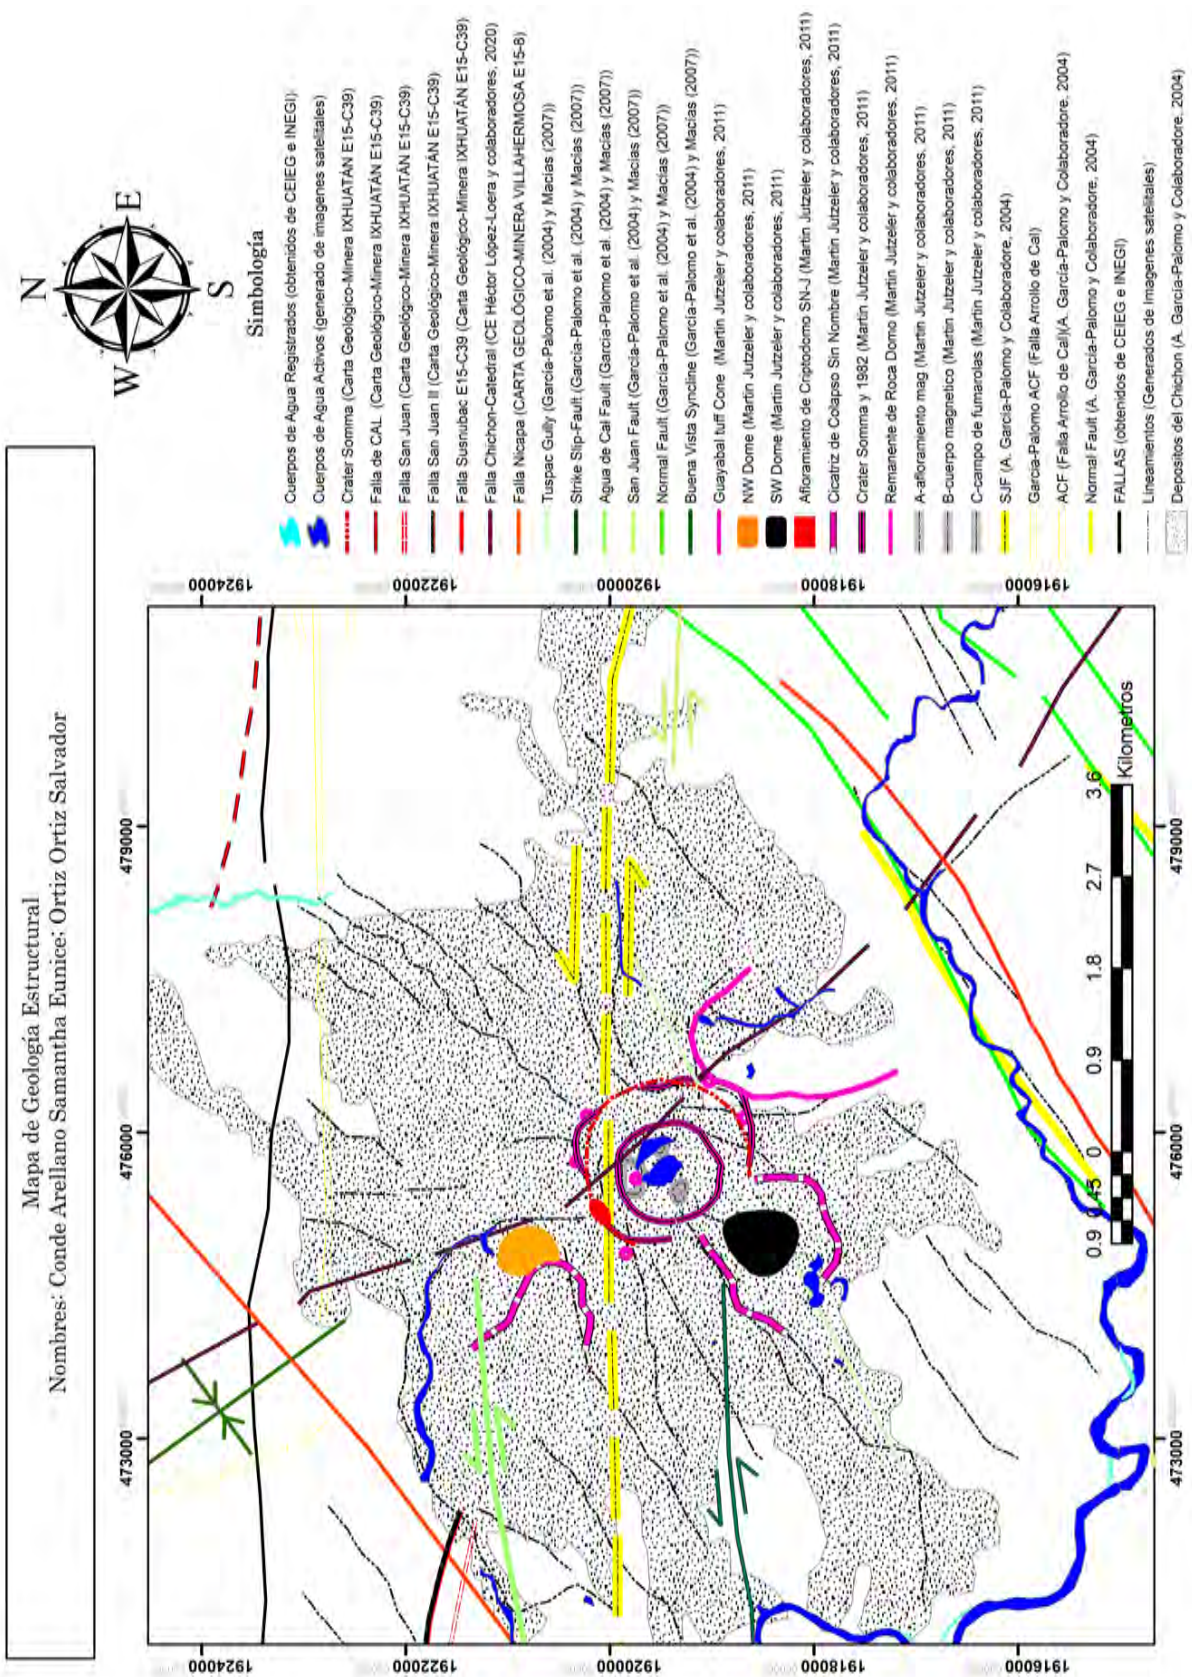 Mapa de Geología Estructural
Nombres: Conde Arellano Samantha Eunice: Ortiz Ortiz Salvador
N
E
S
W
Simbología
Cuerpos de Agua Registrados (obtenidos de CEIEG e INEGI)
Cuerpos de Agua Activos (generado de imagenes satelitales)
Crater Somma (Carta Geológico-Minera IXHUATÁN E15-C39)
Falla de CAL (Carta Geológico-Minera IXHUATÁN E15-C39)
Falla San Juan (Carta Geológico-Minera IXHUATÁN E15-C39)
Falla San Juan II (Carta Geológico-Minera IXHUATÁN E15-C39)
Falla Susnubac E15-C39 (Carta Geológico-Minera IXHUATÁN E15-C39)
Falla Chichon-Catedral (CE Héctor López-Loera y colaboradores, 2020)
Falla Nicapa (CARTA GEOLÓGICO-MINERA VILLAHERMOSA E15-8)
Tuspac Gully (García-Palomo et al. (2004) y Macías (2007))
Strike Slip-Fault (García-Palomo et al. (2004) y Macías (2007))
Agua de Cal Fault (García-Palomo et al. (2004) y Macías (2007))
San Juan Fault (García-Palomo et al. (2004) y Macías (2007))
Normal Fault (García-Palomo et al. (2004) y Macías (2007))
Buena Vista Syncline (García-Palomo et al. (2004) y Macías (2007))
Guayabal tuff Cone (Martin Jutzeler y colaboradores, 2011)
NW Dome (Martin Jutzeler y colaboradores, 2011)
SW Dome (Martin Jutzeler y colaboradores, 2011)
Afloramiento de Criptodomo SN-J (Martin Jutzeler y colaboradores, 2011)
Cicatriz de Colapso Sin Nombre (Martin Jutzeler y colaboradores, 2011)
Crater Somma y 1982 (Martin Jutzeler y colaboradores, 2011)
Remanente de Roca Domo (Martin Jutzeler y colaboradores, 2011)
A-afloramiento mag (Martin Jutzeler y colaboradores, 2011)
B-cuerpo magnetico (Martin Jutzeler y colaboradores, 2011)
C-campo de fumarolas (Martin Jutzeler y colaboradores, 2011)
SJF (A. García-Palomo y Colaboradore, 2004)
García-Palomo ACF (Falla Arrollo de Cal)
ACF (Falla Arrollo de Cal)(A. García-Palomo y Colaboradore, 2004)
Normal Fault (A. García-Palomo y Colaboradore, 2004)
FALLAS (obtenidos de CEIEG e INEGI)
Lineamientos (Generados de imagenes satelitales)
Depositos del Chichon (A. García-Palomo y Colaboradore, 2004)
473000
476000
479000
1924000
1922000
1920000
1918000
1916000
1924000
1922000
1920000
1918000
1916000
473000
476000
479000
0.9 0.45 0 0.9 1.8 2.7 3.6
Kilometros